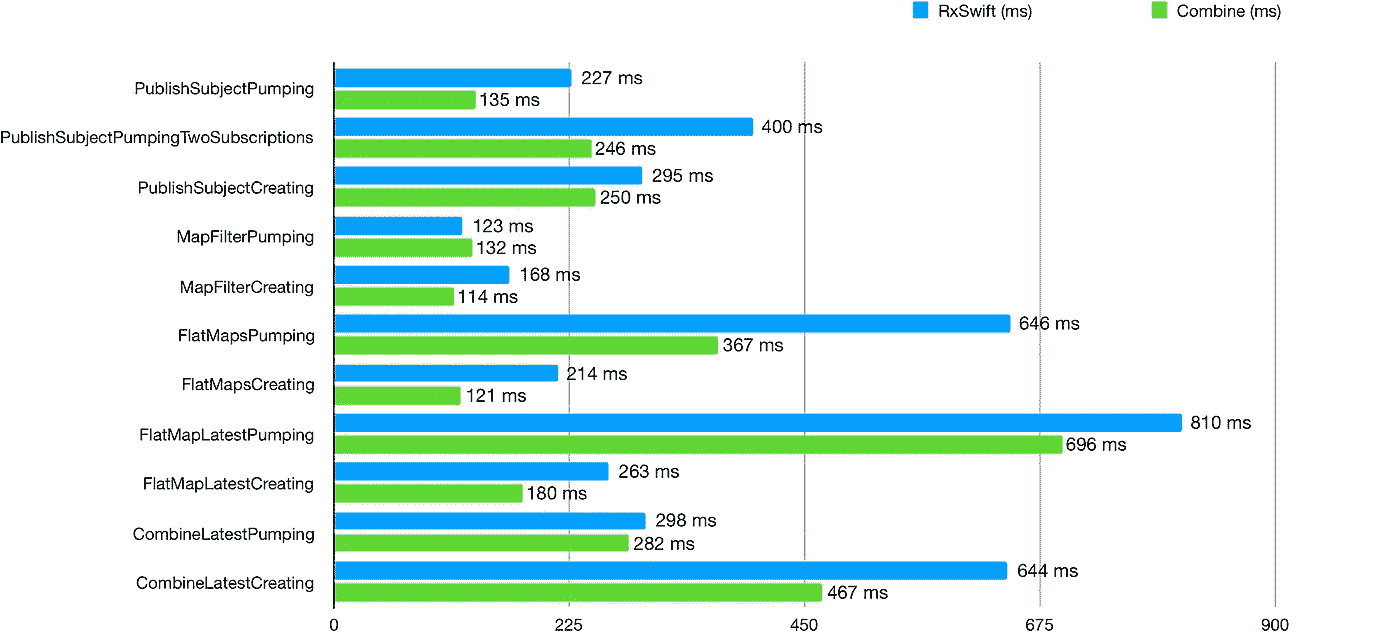 RxSwift (ms) Combine (ms)
PublishSubjectPumping 227 ms
135 ms
PublishSubjectPumpingTwoSubscriptions 400 ms
246 ms
PublishSubjectCreating 295 ms
250 ms
MapFilterPumping 123 ms
132 ms
MapFilterCreating 168 ms
114 ms
FlatMapsPumping 646 ms
367 ms
FlatMapsCreating 214 ms
121 ms
FlatMapLatestPumping 810 ms
696 ms
FlatMapLatestCreating 263 ms
180 ms
CombineLatestPumping 298 ms
282 ms
CombineLatestCreating 644 ms
467 ms
0 225 450 675 900